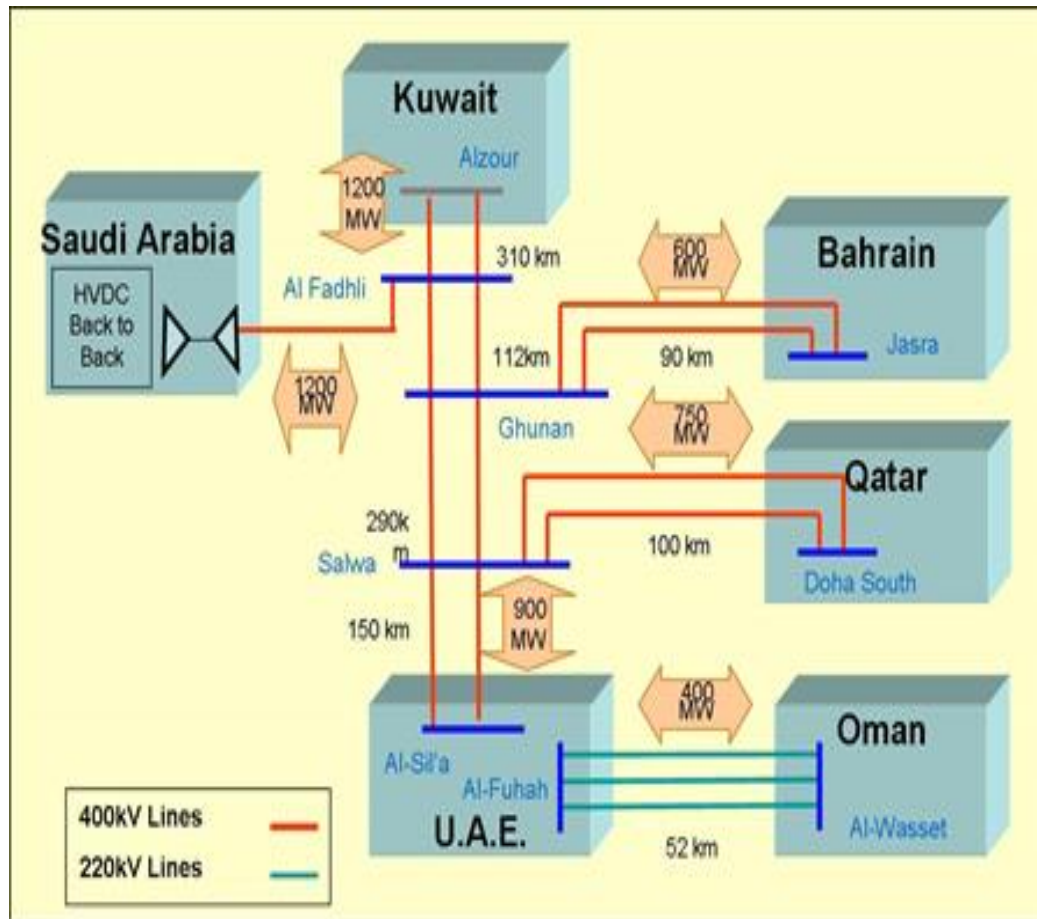 Kuwait
Alzour
1200
MW
Saudi Arabia
HVDC
Back to
Back
Al Fadhli
310 km
600
MW
Bahrain
Jasra
1200
MW
112km
90 km
Ghunan
750
MW
Qatar
290k
m
Salwa
100 km
Doha South
150 km
900
MW
400
MW
Oman
Al-Sil'a
Al-Fuhah
U.A.E.
Al-Wasset
52 km
400kV Lines
220kV Lines